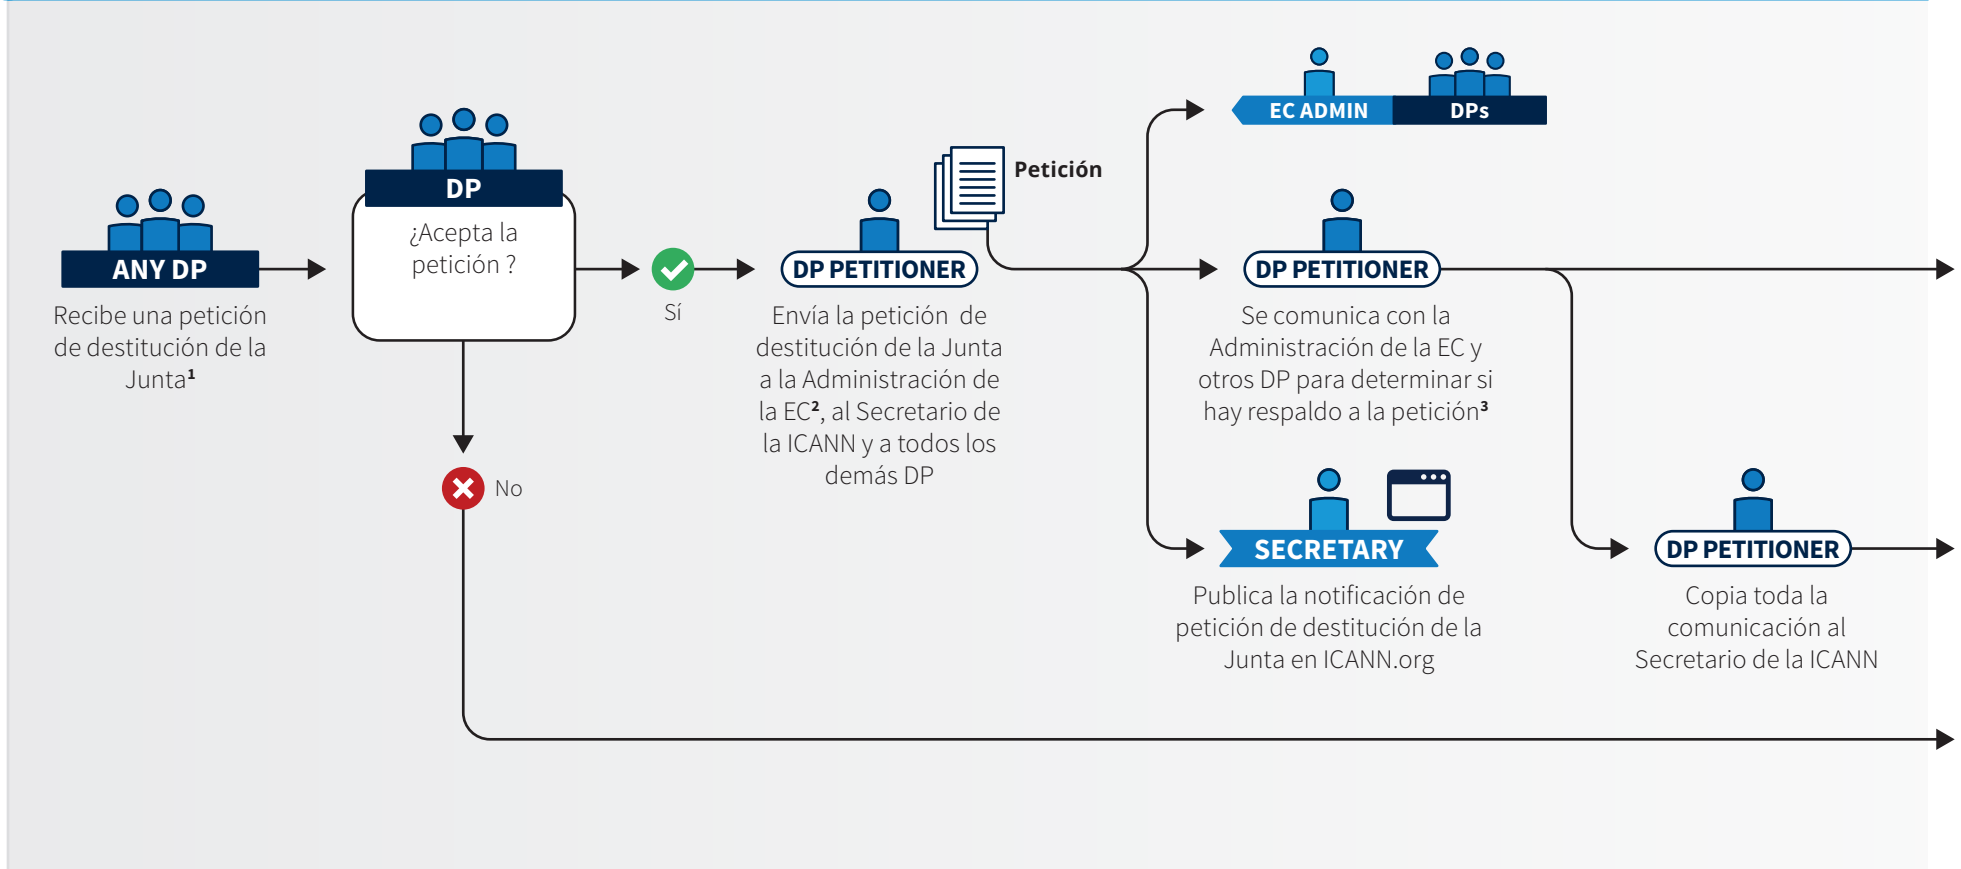 ANY DP
Recibe una petición
de destitución de la
Junta¹
DP
¿Acepta la
petición ?
Sí
No
DP PETITIONER
Envía la petición de
destitución de la Junta
a la Administración de
la EC², al Secretario de
la ICANN y a todos los
demás DP
Petición
EC ADMIN
DPs
DP PETITIONER
Se comunica con la
Administración de la EC y
otros DP para determinar si
hay respaldo a la petición³
SECRETARY
Publica la notificación de
petición de destitución de la
Junta en ICANN.org
DP PETITIONER
Copia toda la
comunicación al
Secretario de la ICANN